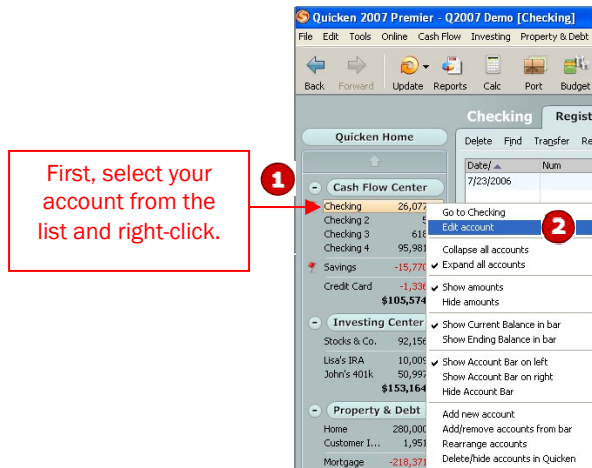 Quicken 2007 Premier - Q2007 Demo [Checking]
File Edit Tools Online Cash Flow Investing Property & Debt
Back Forward Update Reports Calc Port Budget
Checking Regist
Quicken Home
Delete Find Transfer Re
Date/ Num
7/23/2006
First, select your
account from the
list and right-click.
1
Cash Flow Center
Checking 26,077
Checking 2
Checking 3 618
Checking 4 95,981
Savings -15,770
Credit Card -1,336
$105,574
Investing Center
Stocks & Co. 92,156
Lisa's IRA 10,009
John's 401k 50,997
$153,164
Property & Debt
Home 280,000
Customer I... 1,951
Mortgage -218,371
Go to Checking
Edit account
2
Collapse all accounts
Expand all accounts
Show amounts
Hide amounts
Show Current Balance in bar
Show Ending Balance in bar
Show Account Bar on left
Show Account Bar on right
Hide Account Bar
Add new account
Add/remove accounts from bar
Rearrange accounts
Delete/hide accounts in Quicken